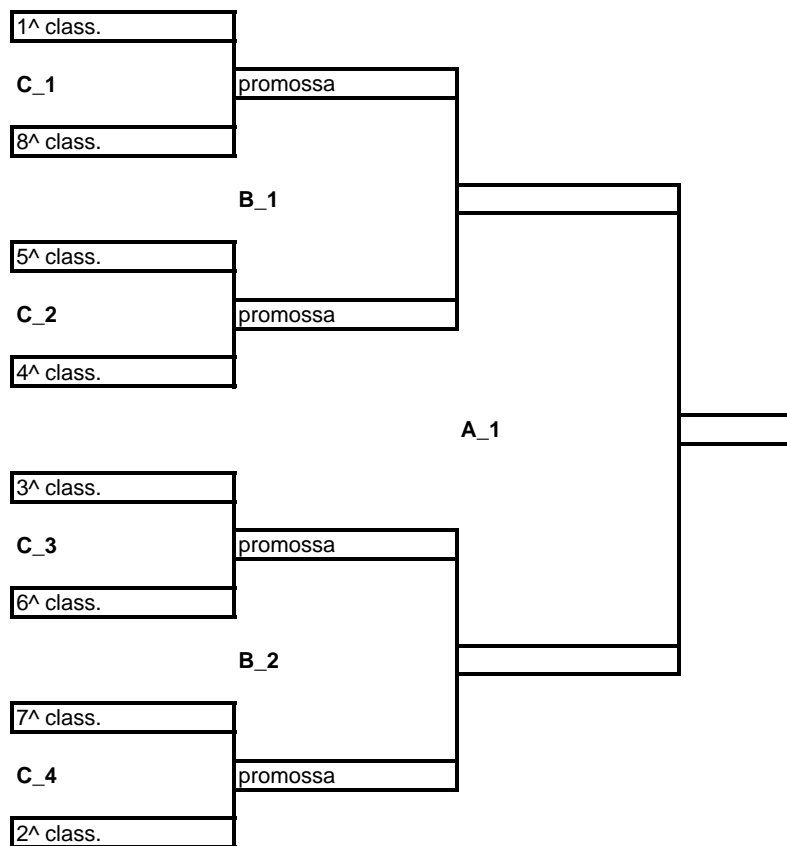 1^ class.
C_1
promossa
8^ class.
B_1
5^ class.
C_2
promossa
4^ class.
A_1
3^ class.
C_3
promossa
6^ class.
B_2
7^ class.
C_4
promossa
2^ class.